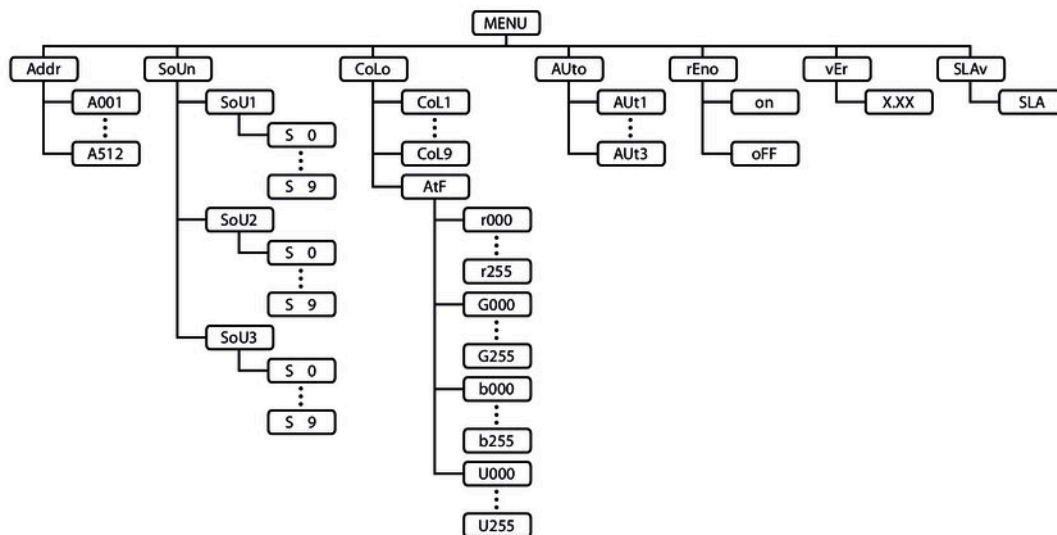 MENU
Addr
SoUn
CoLo
AUto
rEno
vEr
SLAv
A001
A512
SoU1
S 0
S 9
SoU2
S 0
S 9
SoU3
S 0
S 9
CoL1
CoL9
AtF
r000
r255
G000
G255
b000
b255
U000
U255
AUt1
AUt3
on
oFF
X.XX
SLA